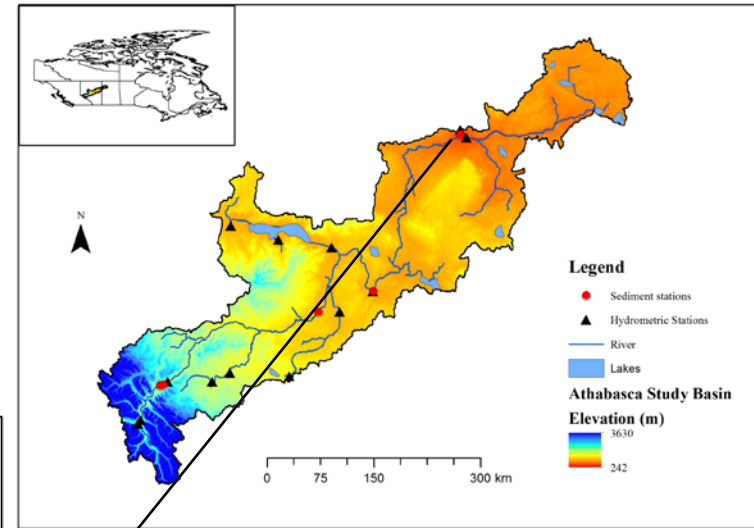 N
Legend
Sediment stations
Hydrometric Stations
River
Lakes
Athabasca Study Basin
Elevation (m)
3630
242
0 75 150 300 km